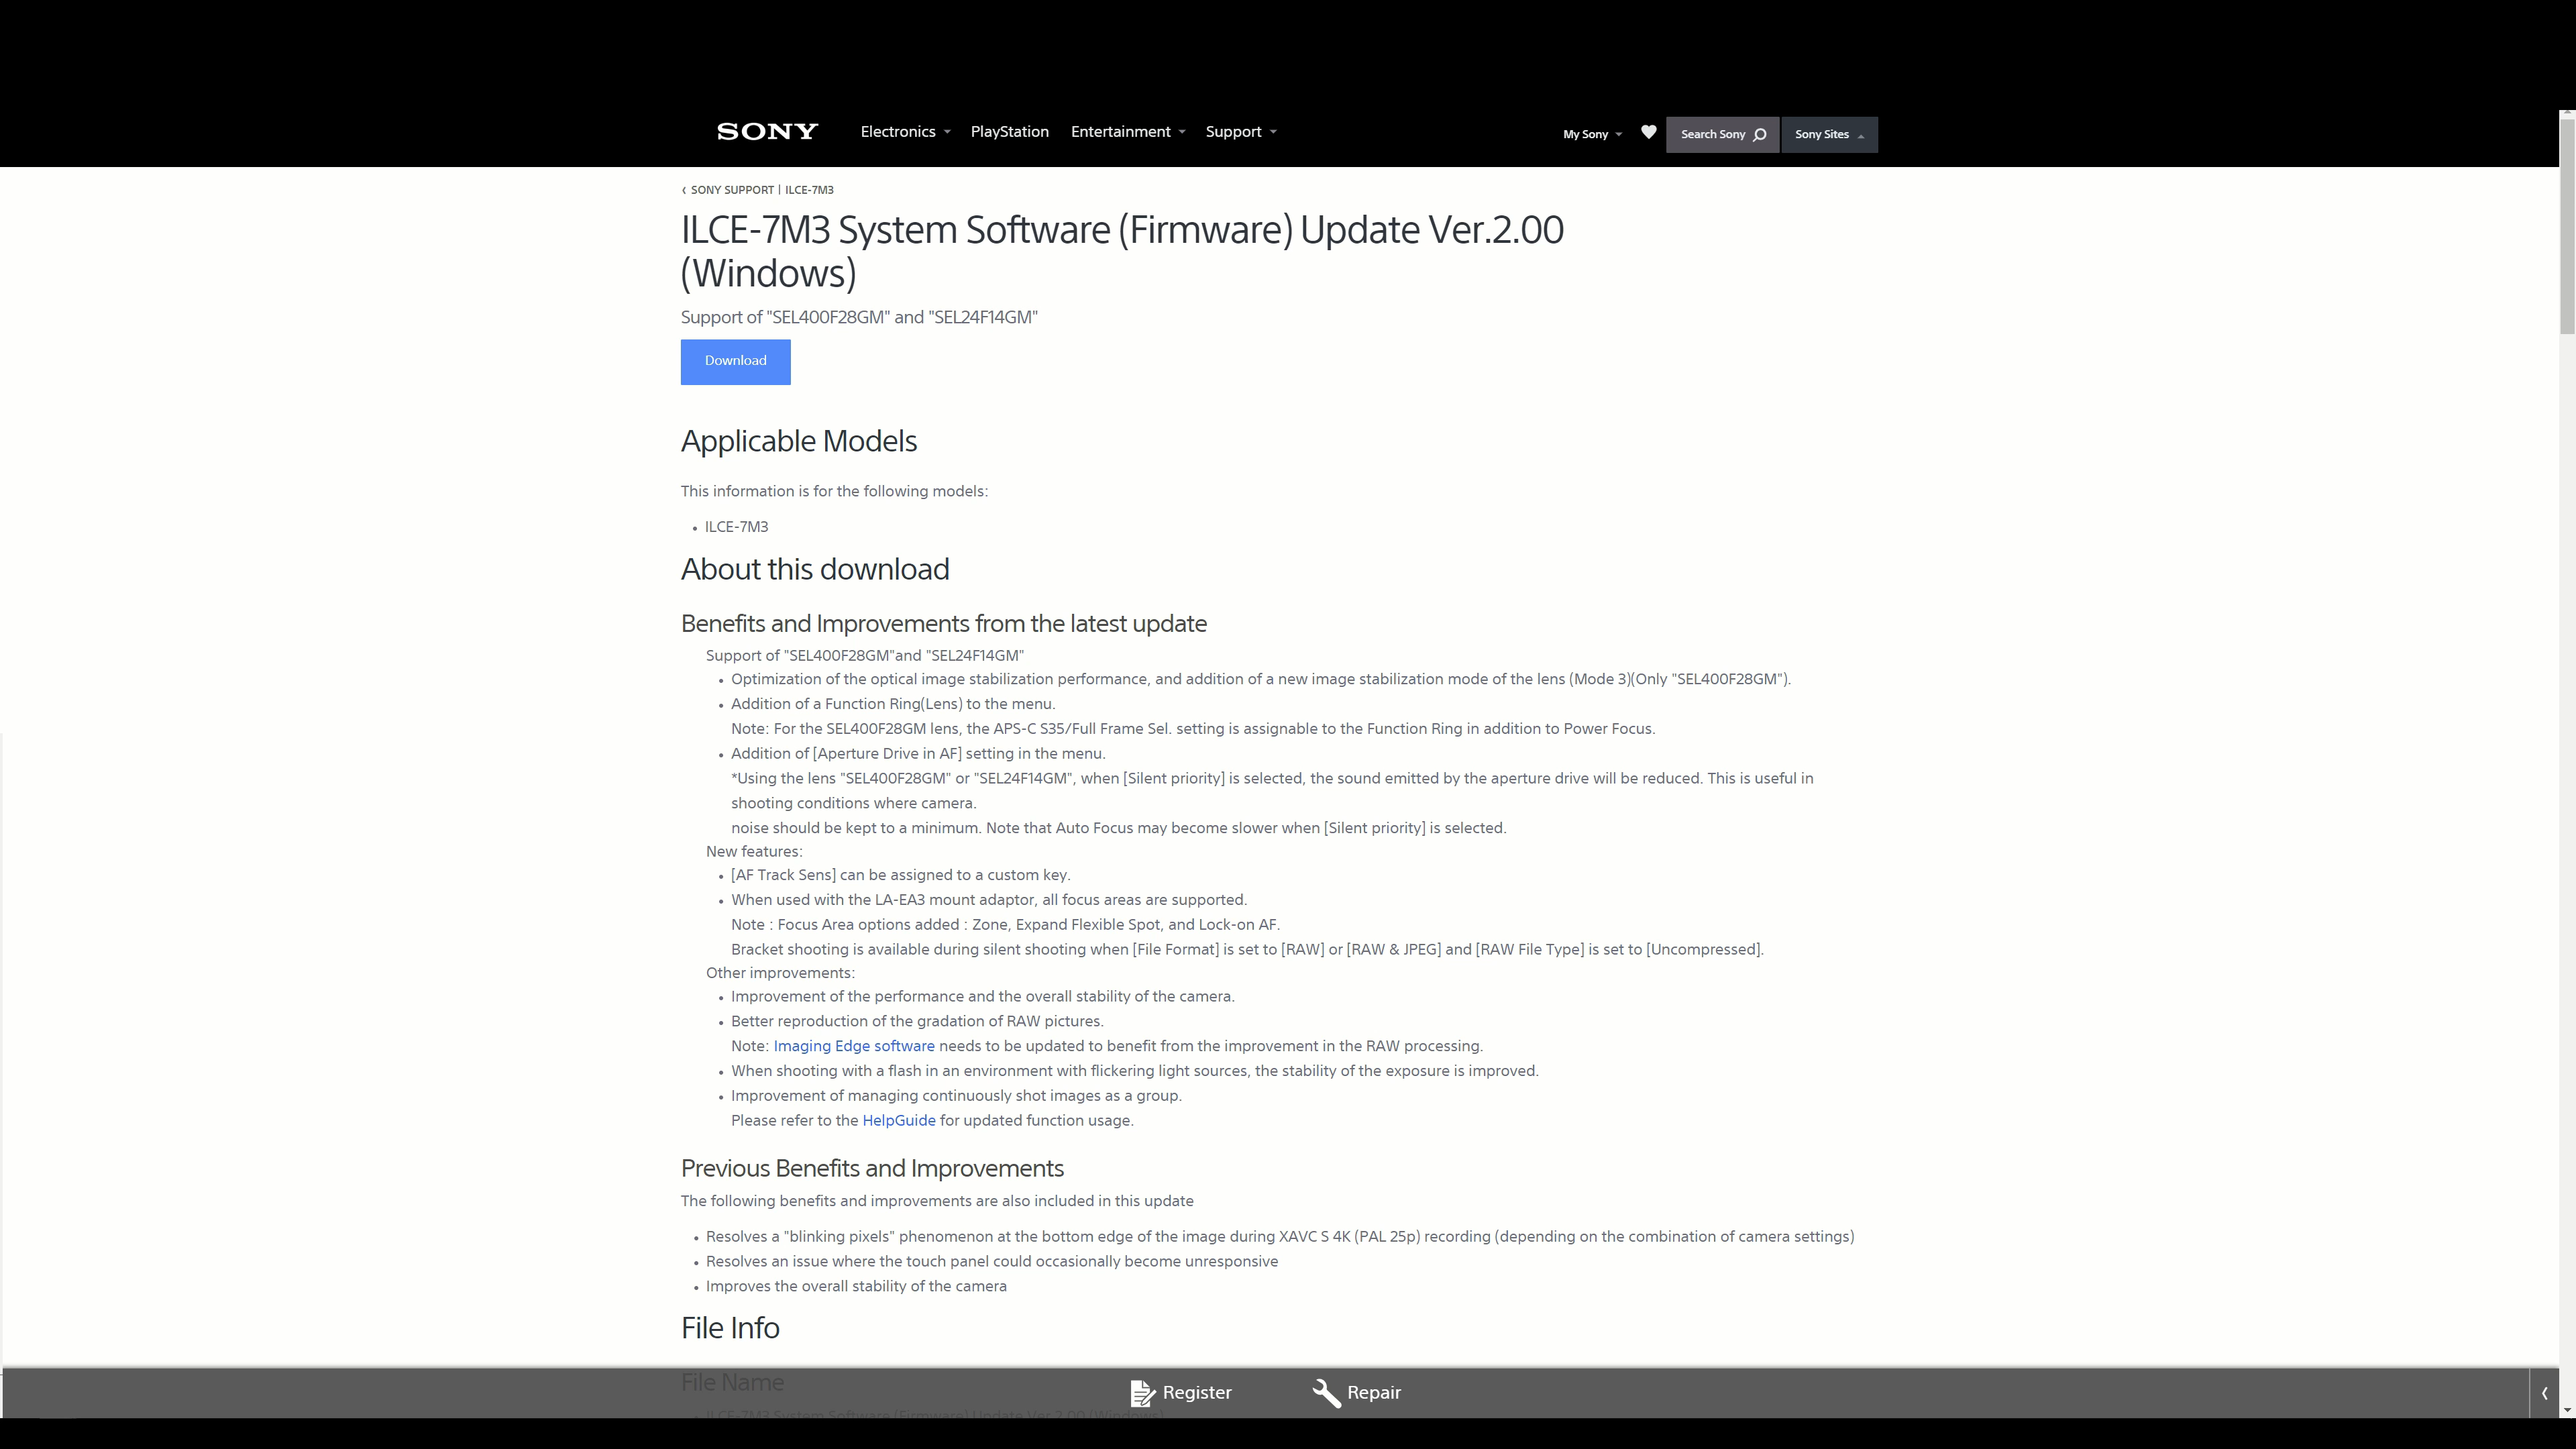 SONY
Electronics
PlayStation
Entertainment
Support
My Sony
Search Sony
Sony Sites
SONY SUPPORT | ILCE-7M3
ILCE-7M3 System Software (Firmware) Update Ver.2.00
(Windows)
Support of "SEL400F28GM" and "SEL24F14GM"
Download
Applicable Models
This information is for the following models:
• ILCE-7M3
About this download
Benefits and Improvements from the latest update
Support of "SEL400F28GM"and "SEL24F14GM"
• Optimization of the optical image stabilization performance, and addition of a new image stabilization mode of the lens (Mode 3)(Only "SEL400F28GM").
• Addition of a Function Ring(Lens) to the menu.
Note: For the SEL400F28GM lens, the APS-C S35/Full Frame Sel. setting is assignable to the Function Ring in addition to Power Focus.
• Addition of [Aperture Drive in AF] setting in the menu.
*Using the lens "SEL400F28GM" or "SEL24F14GM", when [Silent priority] is selected, the sound emitted by the aperture drive will be reduced. This is useful in
shooting conditions where camera.
noise should be kept to a minimum. Note that Auto Focus may become slower when [Silent priority] is selected.
New features:
• [AF Track Sens] can be assigned to a custom key.
• When used with the LA-EA3 mount adaptor, all focus areas are supported.
Note : Focus Area options added : Zone, Expand Flexible Spot, and Lock-on AF.
Bracket shooting is available during silent shooting when [File Format] is set to [RAW] or [RAW & JPEG] and [RAW File Type] is set to [Uncompressed].
Other improvements:
• Improvement of the performance and the overall stability of the camera.
• Better reproduction of the gradation of RAW pictures.
Note: Imaging Edge software needs to be updated to benefit from the improvement in the RAW processing.
• When shooting with a flash in an environment with flickering light sources, the stability of the exposure is improved.
• Improvement of managing continuously shot images as a group.
Please refer to the HelpGuide for updated function usage.
Previous Benefits and Improvements
The following benefits and improvements are also included in this update
• Resolves a "blinking pixels" phenomenon at the bottom edge of the image during XAVC S 4K (PAL 25p) recording (depending on the combination of camera settings)
• Resolves an issue where the touch panel could occasionally become unresponsive
• Improves the overall stability of the camera
File Info
File Name
Register
Repair
ILCE-7M3 System Software (Firmware) Update Ver.2.00 (Windows)